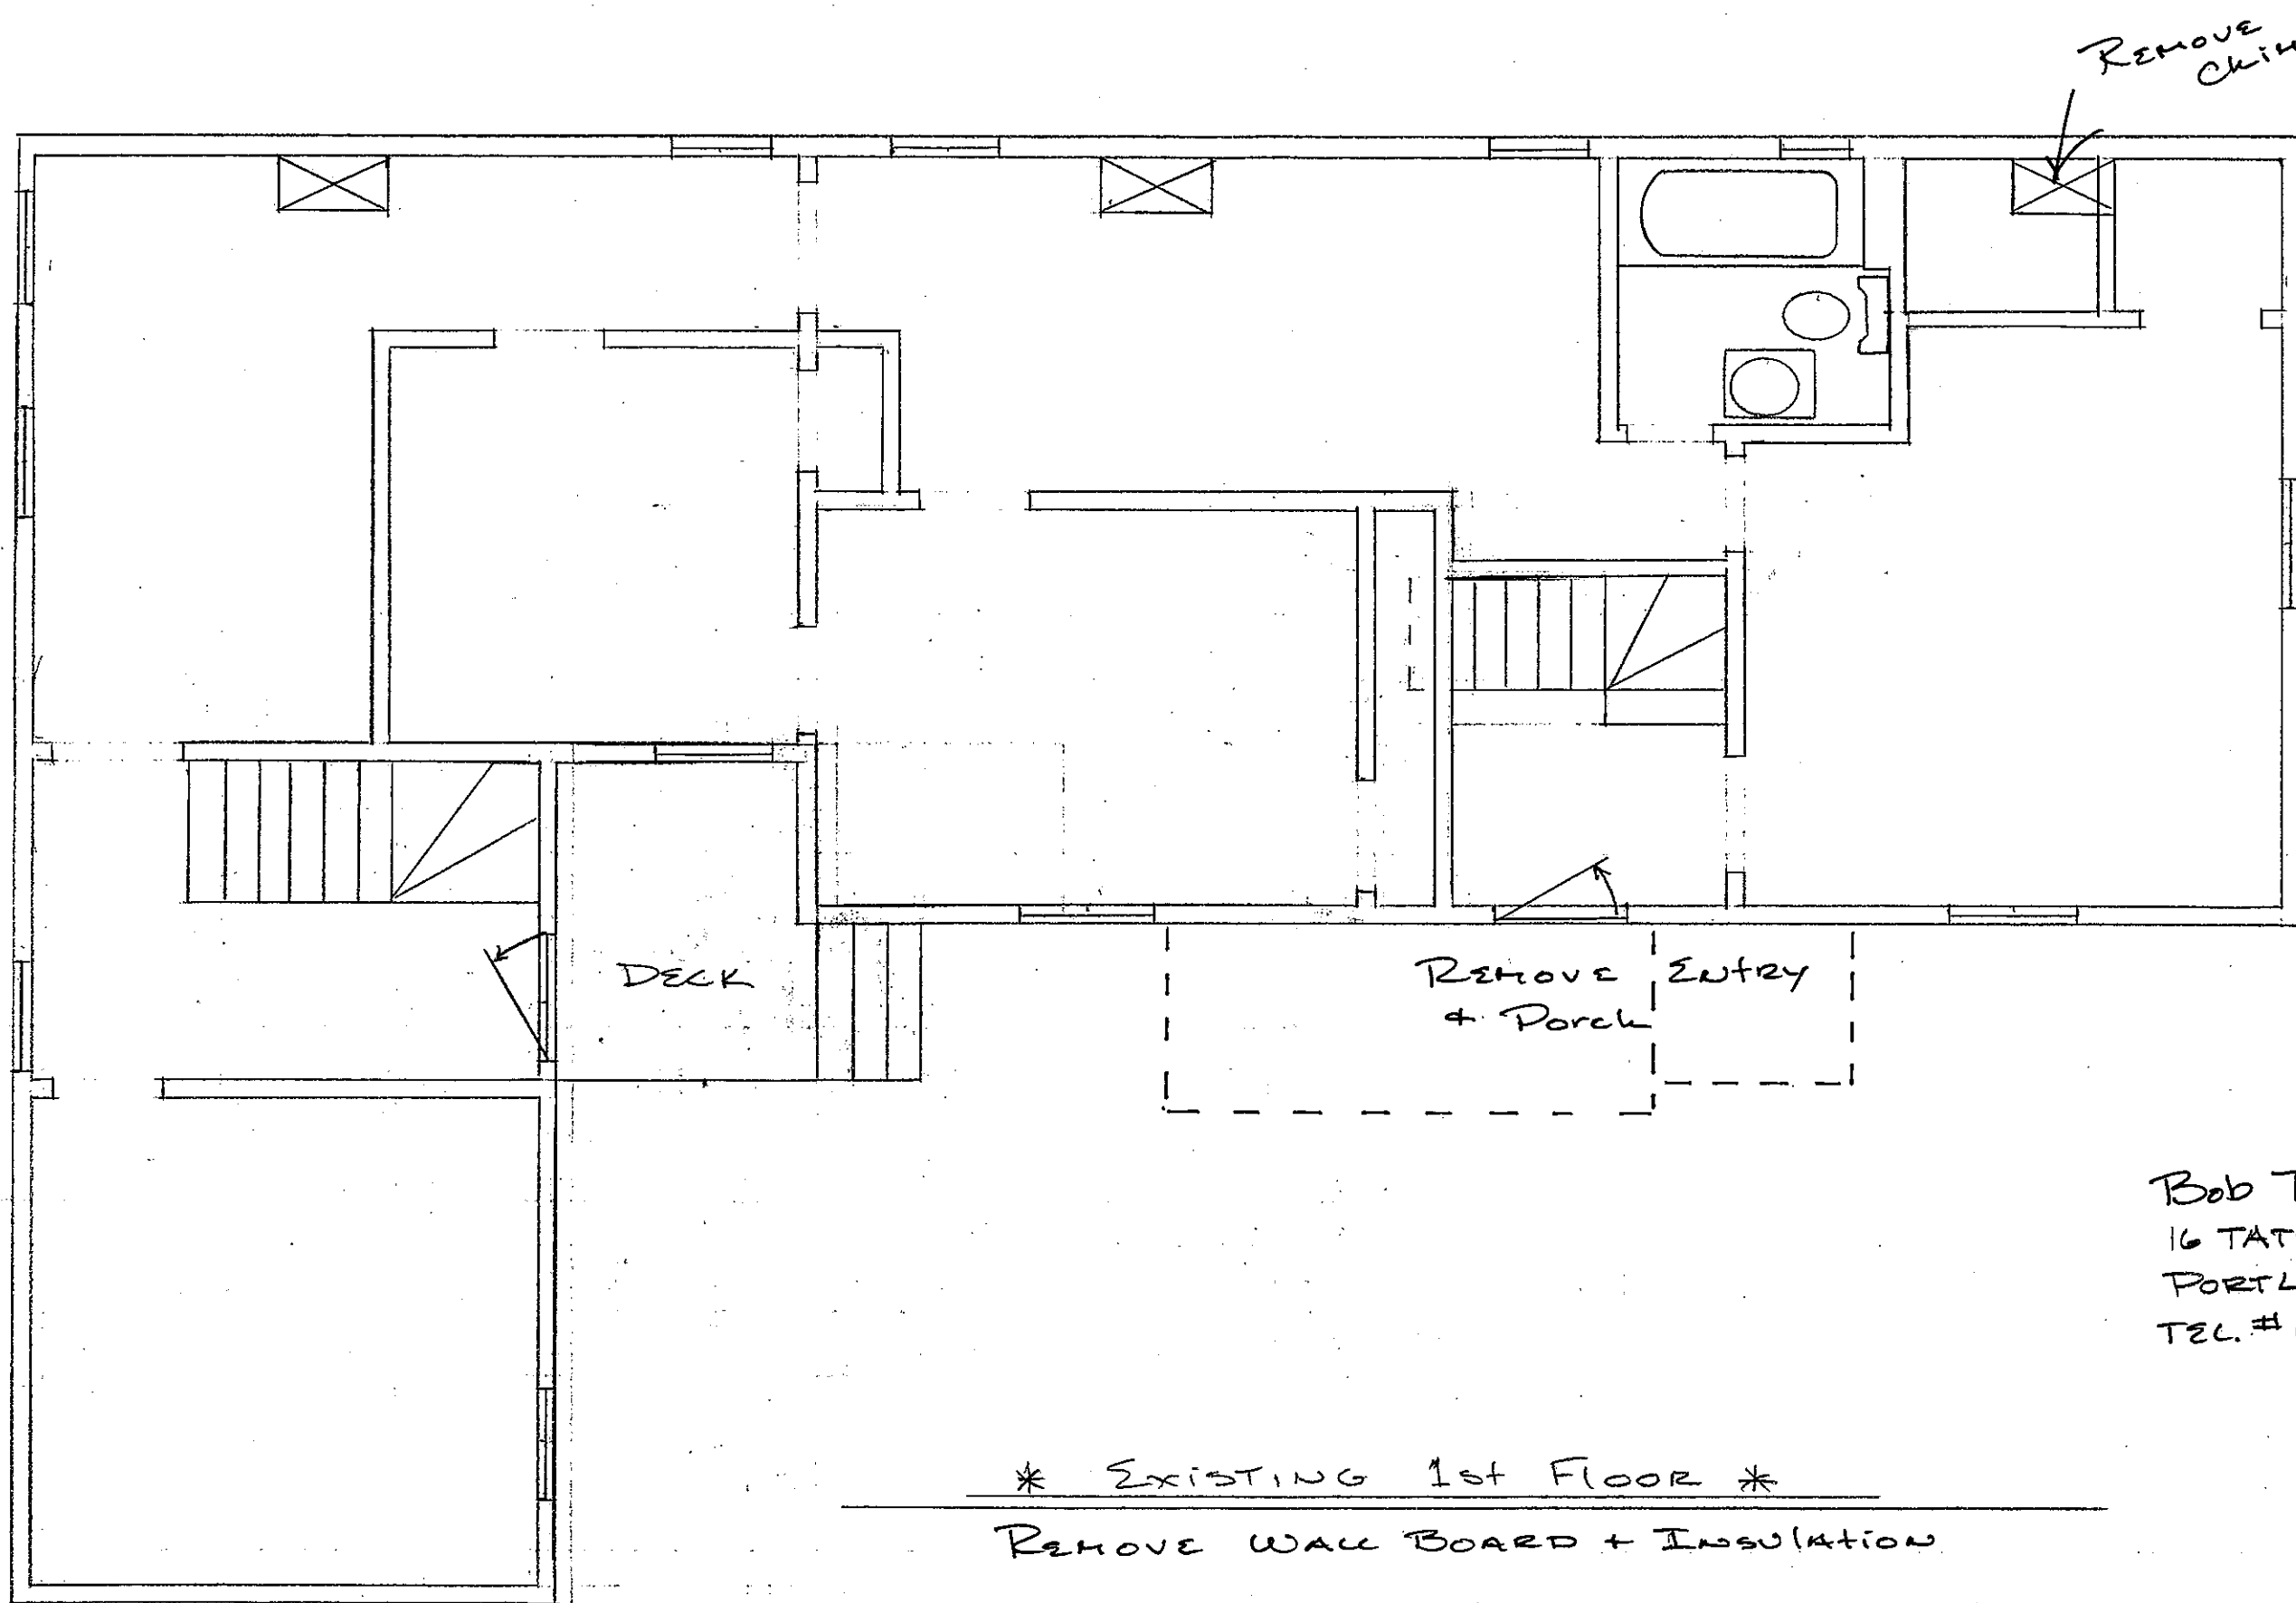 REMOVE
DECK
REMOVE ENTRY
& Porch
Bob
16 TAT
PORTL
TEL. #
* EXISTING 1st FLOOR *
REMOVE WALL BOARD + INSULATION